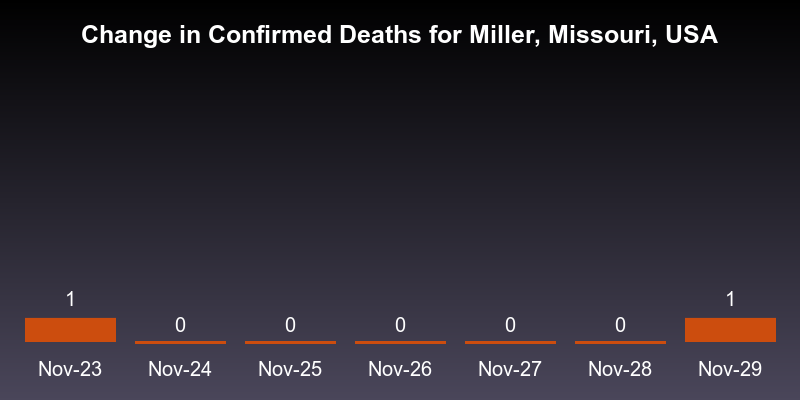 Change in Confirmed Deaths for Miller, Missouri, USA
1 0 0 0 0 0 1
Nov-23 Nov-24 Nov-25 Nov-26 Nov-27 Nov-28 Nov-29